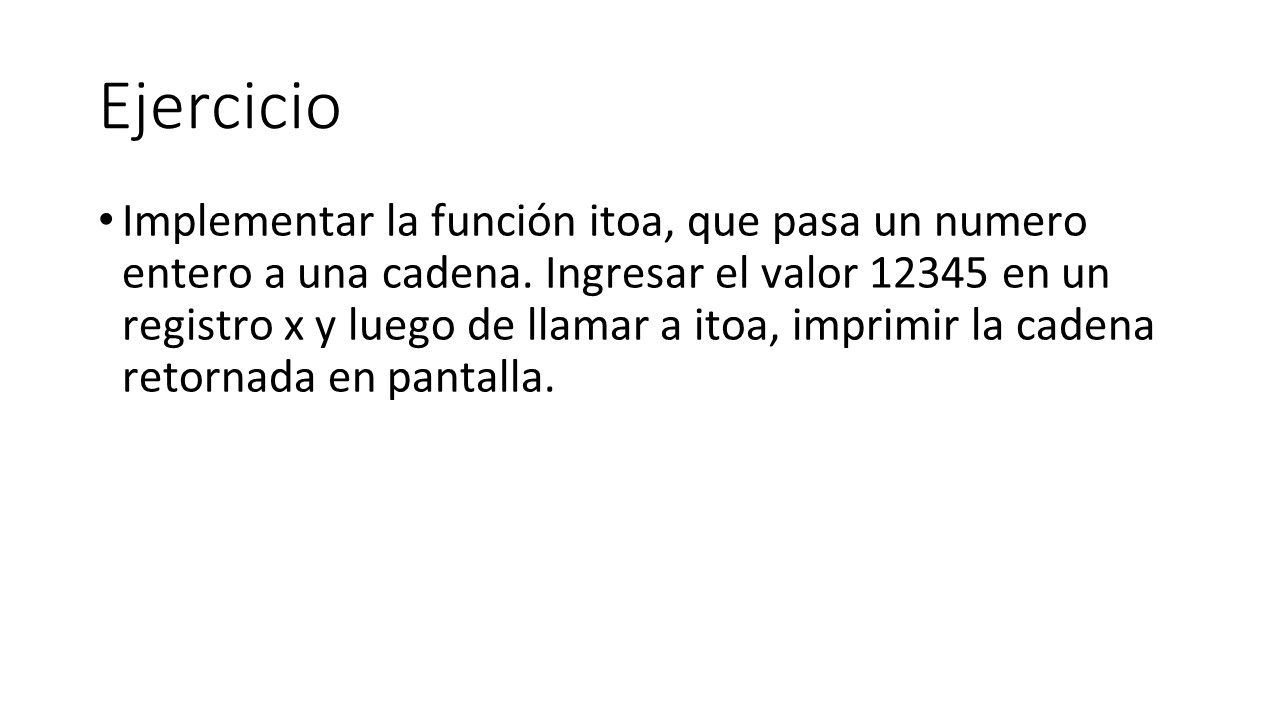 Ejercicio
• Implementar la función itoa, que pasa un numero
entero a una cadena. Ingresar el valor 12345 en un
registro x y luego de llamar a itoa, imprimir la cadena
retornada en pantalla.